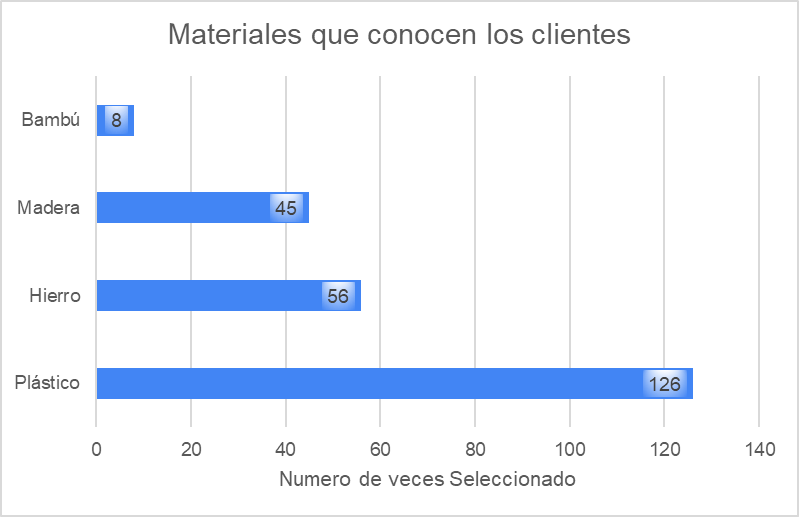 Materiales que conocen los clientes
Bambú 8
Madera 45
Hierro 56
Plástico 126
0 20 40 60 80 100 120 140
Numero de veces Seleccionado